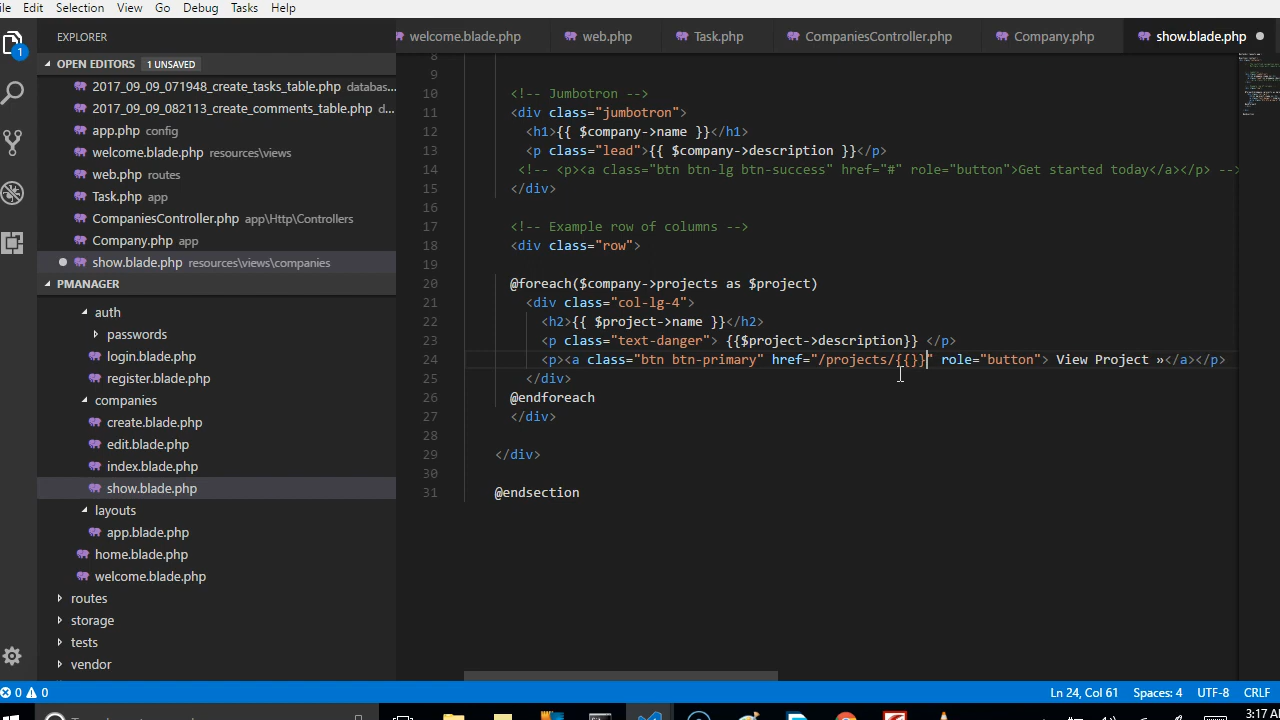 ile Edit Selection View Go Debug Tasks Help
EXPLORER
welcome.blade.php web.php Task.php CompaniesController.php Company.php show.blade.php
1
OPEN EDITORS 1 UNSAVED
2017_09_09_071948_create_tasks_table.php databas...
2017_09_09_082113_create_comments_table.php d...
app.php config
welcome.blade.php resources\views
web.php routes
Task.php app
CompaniesController.php app\Http\Controllers
Company.php app
show.blade.php resources\views\companies
PMANAGER
auth
passwords
login.blade.php
register.blade.php
companies
create.blade.php
edit.blade.php
index.blade.php
show.blade.php
layouts
app.blade.php
home.blade.php
welcome.blade.php
routes
storage
tests
vendor
8
9
10 <!-- Jumbotron -->
11 <div class="jumbotron">
12 <h1>{{ $company->name }}</h1>
13 <p class="lead">{{ $company->description }}</p>
14 <!-- <p><a class="btn btn-lg btn-success" href="#" role="button">Get started today</a></p> -->
15 </div>
16
17 <!-- Example row of columns -->
18 <div class="row">
19
20 @foreach($company->projects as $project)
21 <div class="col-lg-4">
22 <h2>{{ $project->name }}</h2>
23 <p class="text-danger"> {{$project->description}} </p>
24 <p><a class="btn btn-primary" href="/projects/{{}}" role="button"> View Project »</a></p>
25 </div>
26 @endforeach
27 </div>
28
29 </div>
30
31 @endsection
0 0 Ln 24, Col 61 Spaces: 4 UTF-8 CRLF